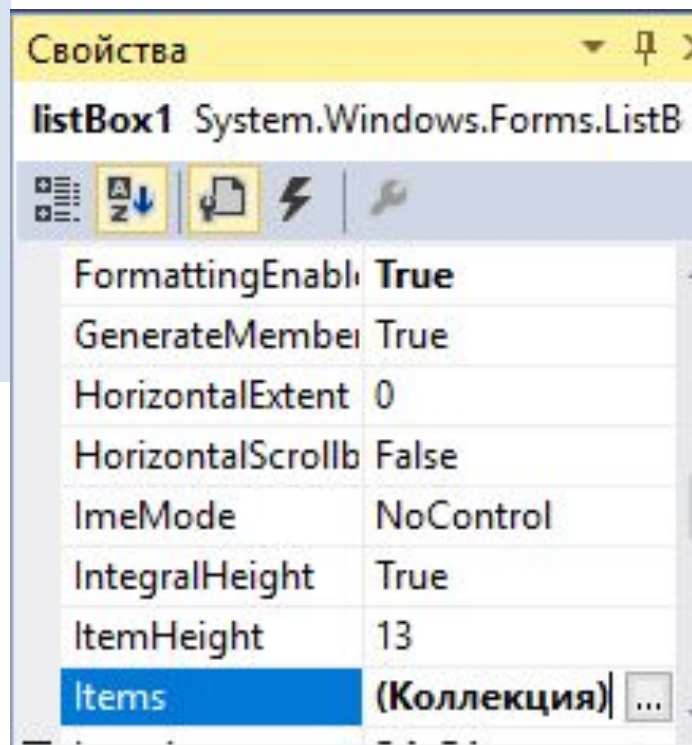 Свойства
listBox1 System.Windows.Forms.ListB
FormattingEnabl True
GenerateMember True
HorizontalExtent 0
HorizontalScrollb False
ImeMode NoControl
IntegralHeight True
ItemHeight 13
Items (Коллекция) ...